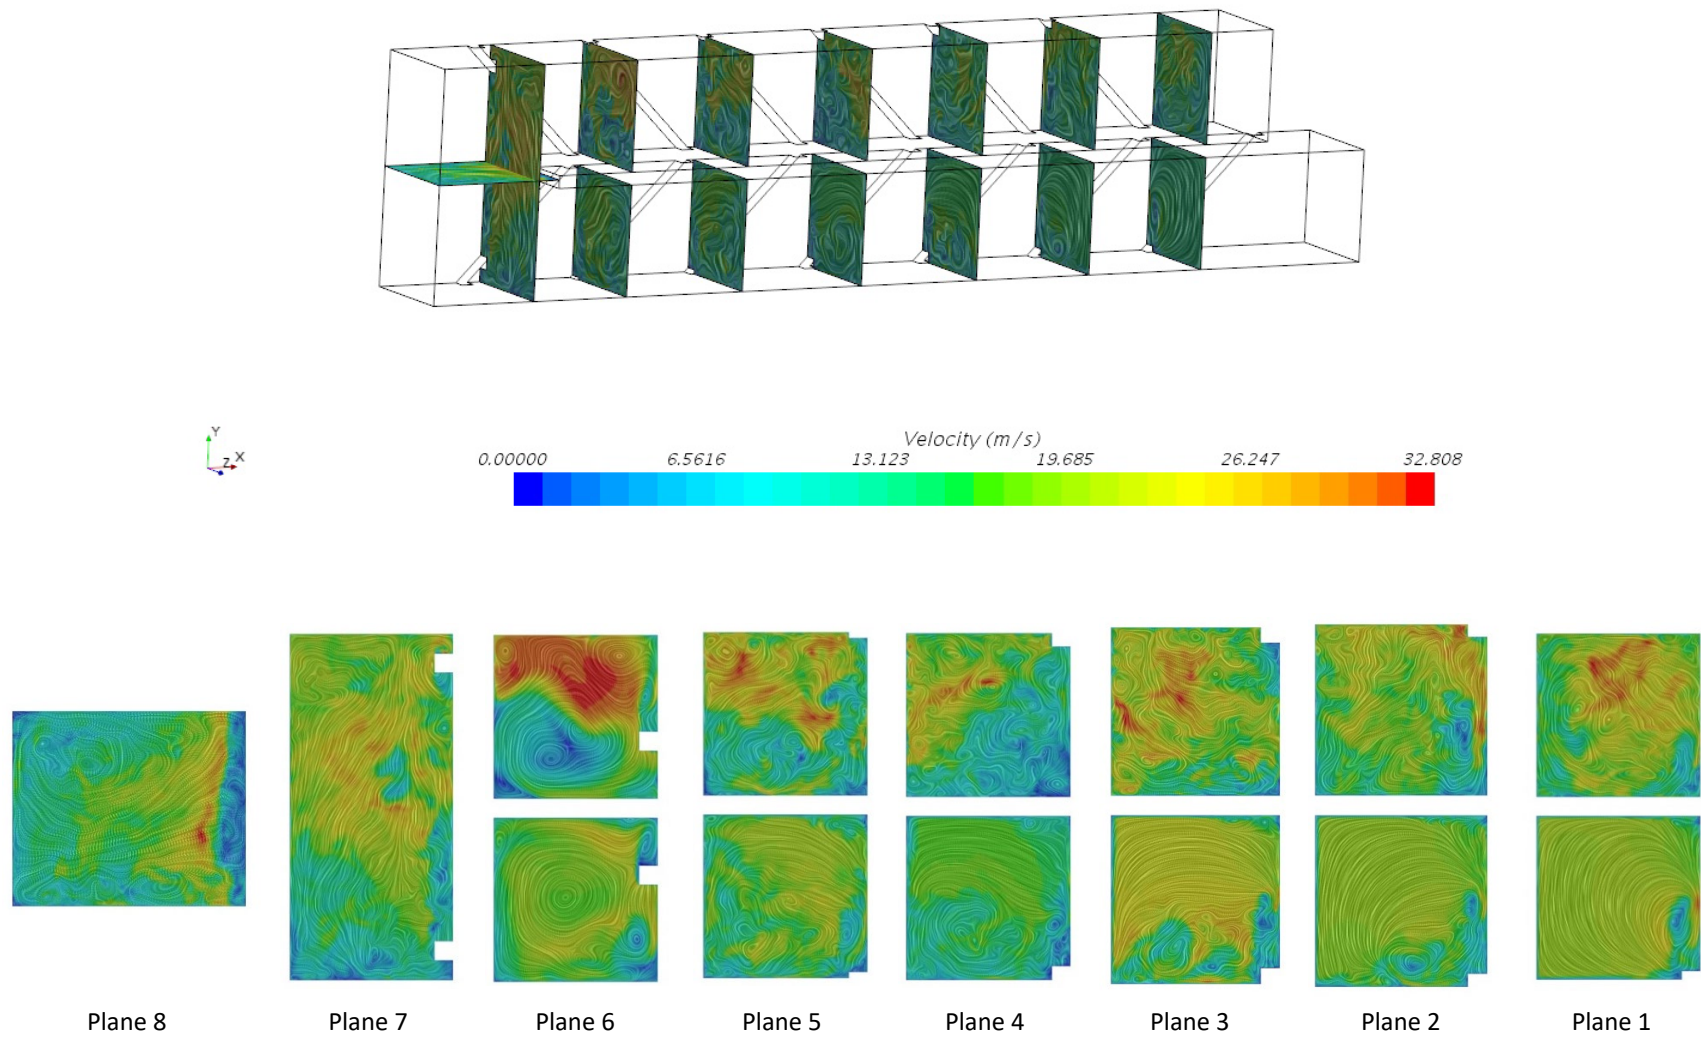 Y
Z X
Velocity (m/s)
0.00000 6.5616 13.123 19.685 26.247 32.808
Plane 8 Plane 7 Plane 6 Plane 5 Plane 4 Plane 3 Plane 2 Plane 1